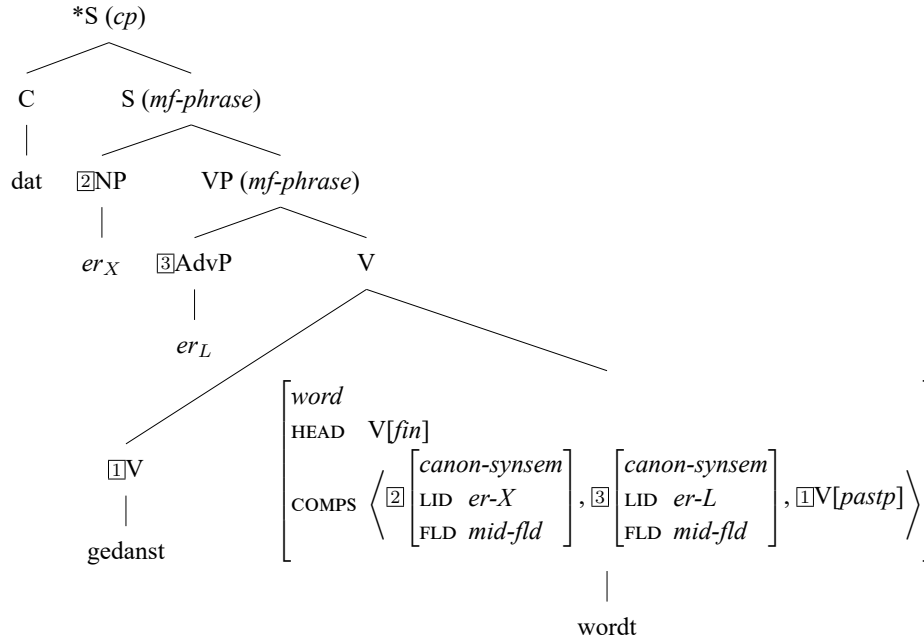 *S (cp)
C S (mf-phrase)
dat 2NP VP (mf-phrase)
er_X 3AdvP V
er_L
word
HEAD V[fin]
COMPS ⟨ 2 [canon-synsem LID er-X FLD mid-fld], 3 [canon-synsem LID er-L FLD mid-fld], 1V[pastp] ⟩
1V
gedanst
wordt